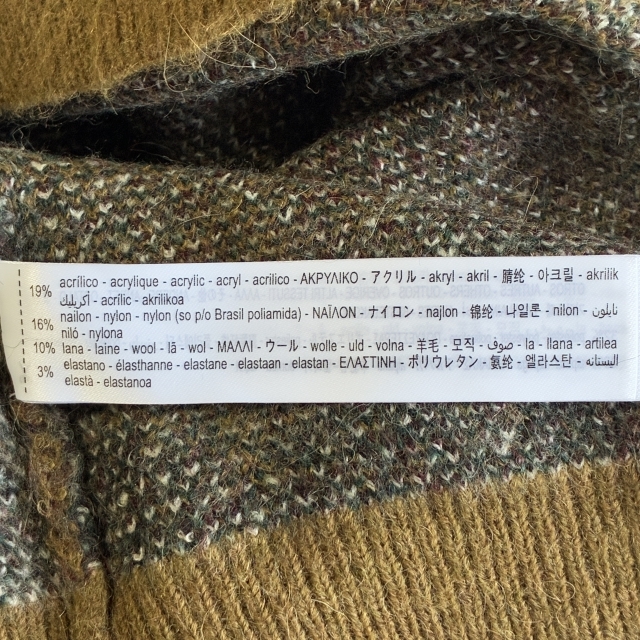 19% acrílico - acrylique - acrylic - acryl - acrilico - ΑΚΡΥΛΙΚΟ - アクリル - akryl - akril - 腈纶 - 아크릴 - akrilik
أكريليك - acrílic - akrilikoa
16% nailon - nylon - nylon (so p/o Brasil poliamida) - ΝΑΪΛΟΝ - ナイロン - najlon - 锦纶 - 나일론 - nilon - نايلون
niló - nylona
10% lana - laine - wool - lã - wol - ΜΑΛΛΙ - ウール - wolle - uld - volna - 羊毛 - 모직 - صوف - la - llana - artilea
3% elastano - élasthanne - elastane - elastaan - elastan - ΕΛΑΣΤΙΝΗ - ポリウレタン - 氨纶 - 엘라스탄 - اليستانه
elastà - elastanoa